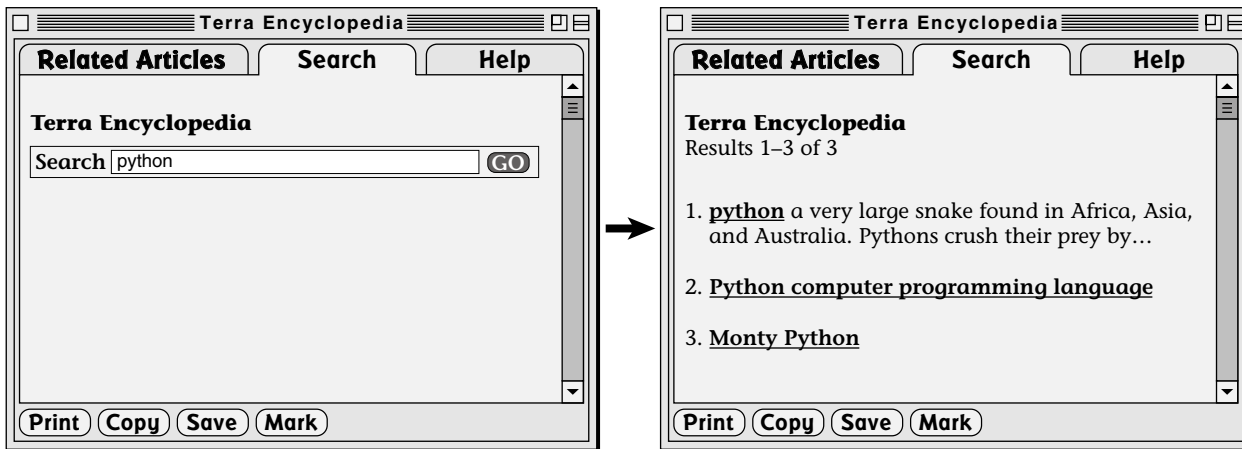 Terra Encyclopedia
Related Articles Search Help
Terra Encyclopedia
Search python GO
Print Copy Save Mark
Terra Encyclopedia
Related Articles Search Help
Terra Encyclopedia
Results 1–3 of 3
1. python a very large snake found in Africa, Asia,
and Australia. Pythons crush their prey by…
2. Python computer programming language
3. Monty Python
Print Copy Save Mark